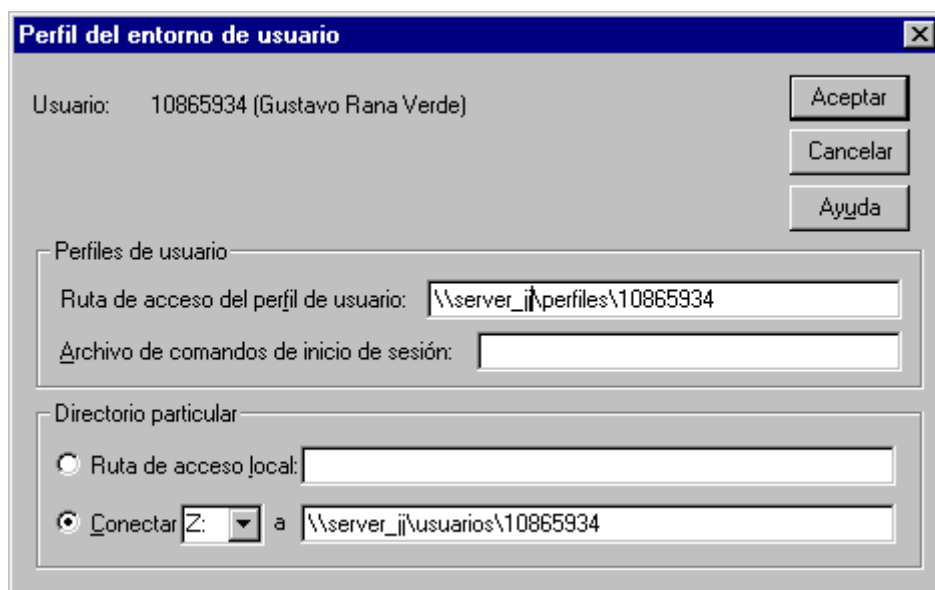 Perfil del entorno de usuario
Usuario: 10865934 (Gustavo Rana Verde)
Aceptar
Cancelar
Ayuda
Perfiles de usuario
Ruta de acceso del perfil de usuario: \\server_jj\perfiles\10865934
Archivo de comandos de inicio de sesión:
Directorio particular
Ruta de acceso local:
Conectar Z: a \\server_jj\usuarios\10865934